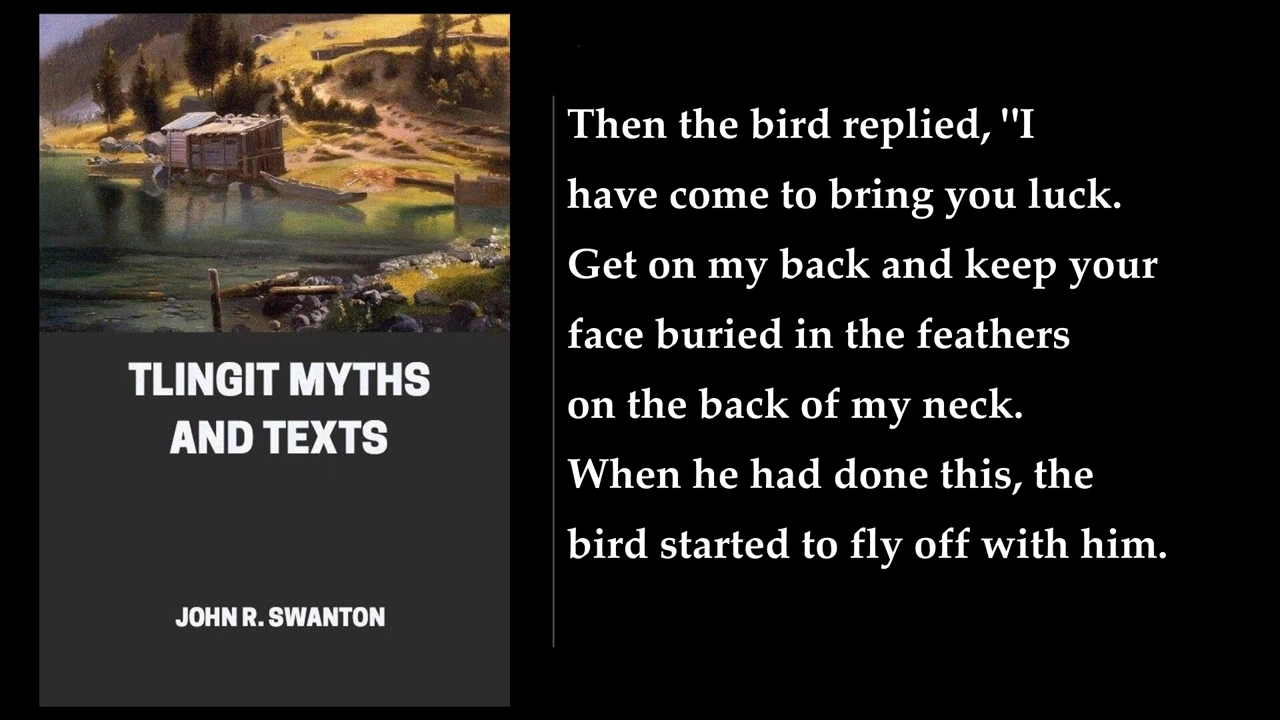 TLINGIT MYTHS
AND TEXTS
JOHN R. SWANTON
Then the bird replied, "I
have come to bring you luck.
Get on my back and keep your
face buried in the feathers
on the back of my neck.
When he had done this, the
bird started to fly off with him.